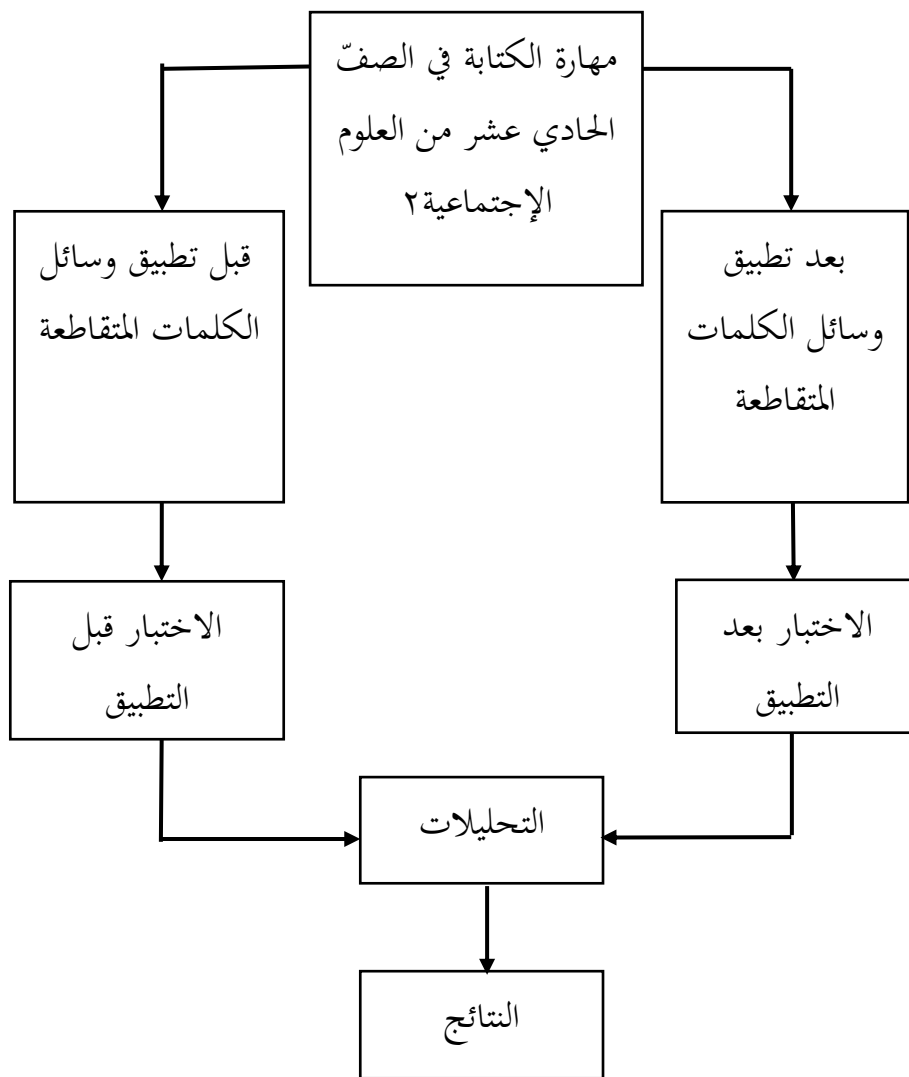 مهارة الكتابة في الصفّ
الحادي عشر من العلوم
الإجتماعية٢
بعد تطبيق
وسائل الكلمات
المتقاطعة
قبل تطبيق وسائل
الكلمات المتقاطعة
الاختبار بعد
التطبيق
الاختبار قبل
التطبيق
التحليلات
النتائج